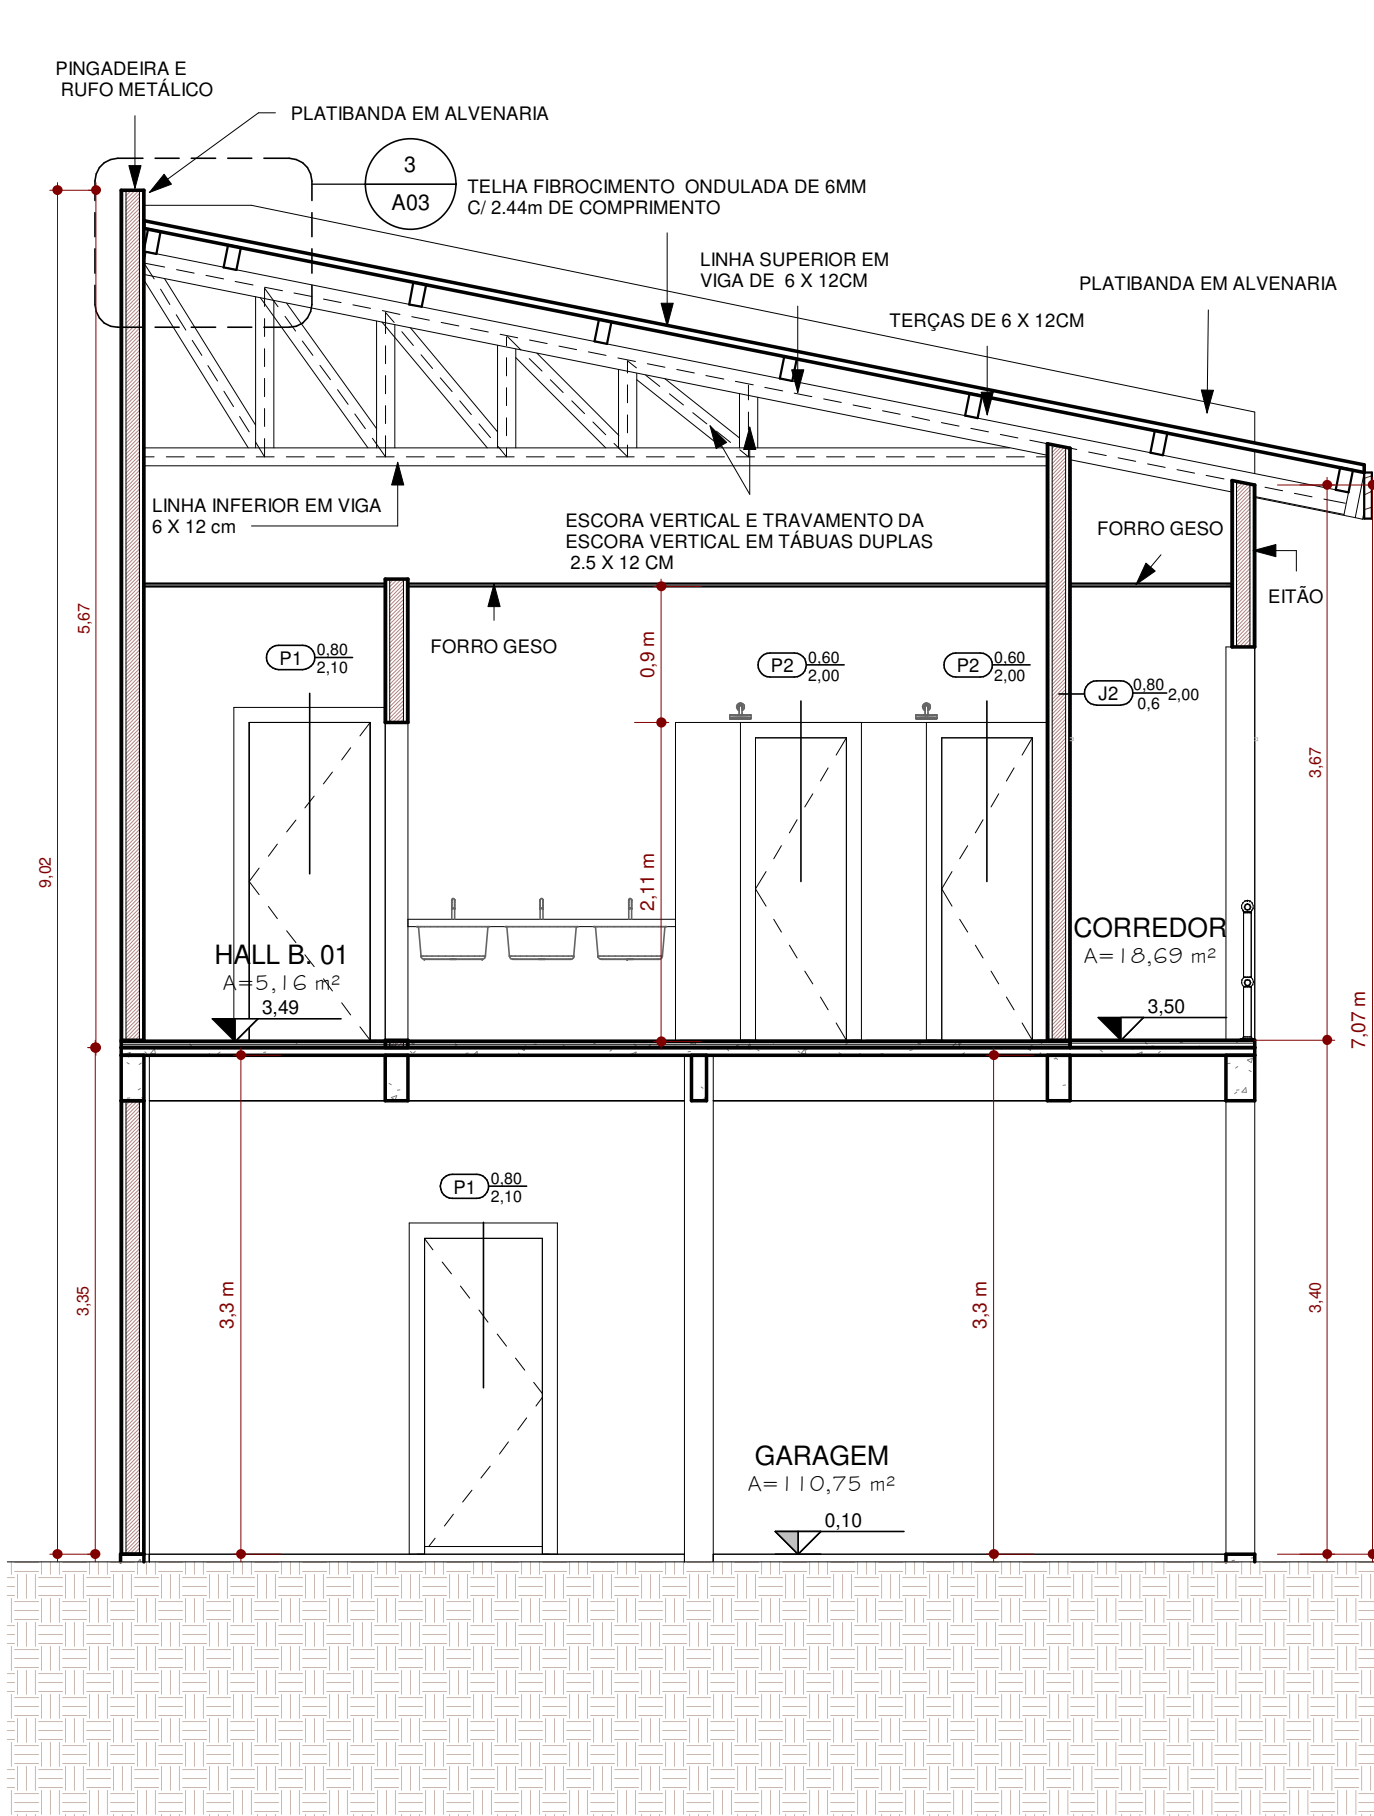 PINGADEIRA E
RUFO METÁLICO
PLATIBANDA EM ALVENARIA
3
A03
TELHA FIBROCIMENTO ONDULADA DE 6MM
C/ 2.44m DE COMPRIMENTO
LINHA SUPERIOR EM
VIGA DE 6 X 12CM
PLATIBANDA EM ALVENARIA
TERÇAS DE 6 X 12CM
LINHA INFERIOR EM VIGA
6 X 12 cm
ESCORA VERTICAL E TRAVAMENTO DA
ESCORA VERTICAL EM TÁBUAS DUPLAS
2.5 X 12 CM
FORRO GESO
EITÃO
5,67
FORRO GESO
P1 0,80
2,10
0,9 m
P2 0,60
2,00
P2 0,60
2,00
J2 0,80 2,00
0,6
3,67
9,02
2,11 m
HALL B. 01
A=5,16 m²
3,49
CORREDOR
A=18,69 m²
3,50
7,07 m
P1 0,80
2,10
3,35
3,3 m
3,3 m
3,40
GARAGEM
A=110,75 m²
0,10